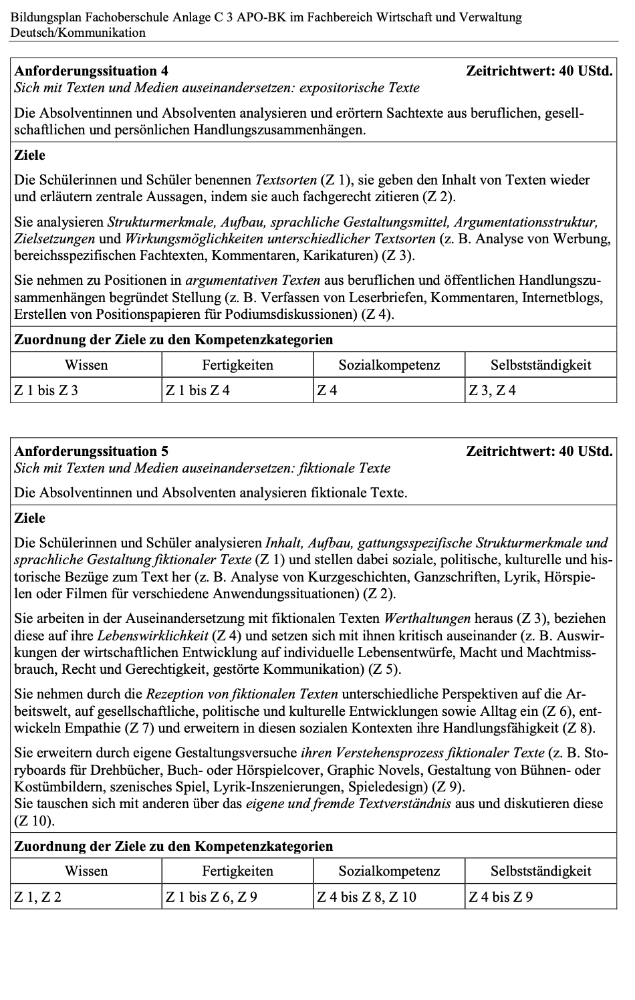 Bildungsplan Fachoberschule Anlage C 3 APO-BK im Fachbereich Wirtschaft und Verwaltung
Deutsch/Kommunikation
Anforderungssituation 4 Zeitrichtwert: 40 UStd.
Sich mit Texten und Medien auseinandersetzen: expositorische Texte
Die Absolventinnen und Absolventen analysieren und erörtern Sachtexte aus beruflichen, gesell-
schaftlichen und persönlichen Handlungszusammenhängen.
Ziele
Die Schülerinnen und Schüler benennen Textsorten (Z 1), sie geben den Inhalt von Texten wieder
und erläutern zentrale Aussagen, indem sie auch fachgerecht zitieren (Z 2).
Sie analysieren Strukturmerkmale, Aufbau, sprachliche Gestaltungsmittel, Argumentationsstruktur,
Zielsetzungen und Wirkungsmöglichkeiten unterschiedlicher Textsorten (z. B. Analyse von Werbung,
bereichsspezifischen Fachtexten, Kommentaren, Karikaturen) (Z 3).
Sie nehmen zu Positionen in argumentativen Texten aus beruflichen und öffentlichen Handlungszu-
sammenhängen begründet Stellung (z. B. Verfassen von Leserbriefen, Kommentaren, Internetblogs,
Erstellen von Positionspapieren für Podiumsdiskussionen) (Z 4).
Zuordnung der Ziele zu den Kompetenzkategorien
Wissen Fertigkeiten Sozialkompetenz Selbstständigkeit
Z 1 bis Z 3 Z 1 bis Z 4 Z 4 Z 3, Z 4
Anforderungssituation 5 Zeitrichtwert: 40 UStd.
Sich mit Texten und Medien auseinandersetzen: fiktionale Texte
Die Absolventinnen und Absolventen analysieren fiktionale Texte.
Ziele
Die Schülerinnen und Schüler analysieren Inhalt, Aufbau, gattungsspezifische Strukturmerkmale und
sprachliche Gestaltung fiktionaler Texte (Z 1) und stellen dabei soziale, politische, kulturelle und his-
torische Bezüge zum Text her (z. B. Analyse von Kurzgeschichten, Ganzschriften, Lyrik, Hörspie-
len oder Filmen für verschiedene Anwendungssituationen) (Z 2).
Sie arbeiten in der Auseinandersetzung mit fiktionalen Texten Werthaltungen heraus (Z 3), beziehen
diese auf ihre Lebenswirklichkeit (Z 4) und setzen sich mit ihnen kritisch auseinander (z. B. Auswir-
kungen der wirtschaftlichen Entwicklung auf individuelle Lebensentwürfe, Macht und Machtmiss-
brauch, Recht und Gerechtigkeit, gestörte Kommunikation) (Z 5).
Sie nehmen durch die Rezeption von fiktionalen Texten unterschiedliche Perspektiven auf die Ar-
beitswelt, auf gesellschaftliche, politische und kulturelle Entwicklungen sowie Alltag ein (Z 6), ent-
wickeln Empathie (Z 7) und erweitern in diesen sozialen Kontexten ihre Handlungsfähigkeit (Z 8).
Sie erweitern durch eigene Gestaltungsversuche ihren Verstehensprozess fiktionaler Texte (z. B. Sto-
ryboards für Drehbücher, Buch- oder Hörspielcover, Graphic Novels, Gestaltung von Bühnen- oder
Kostümbildern, szenisches Spiel, Lyrik-Inszenierungen, Spieledesign) (Z 9).
Sie tauschen sich mit anderen über das eigene und fremde Textverständnis aus und diskutieren diese
(Z 10).
Zuordnung der Ziele zu den Kompetenzkategorien
Wissen Fertigkeiten Sozialkompetenz Selbstständigkeit
Z 1, Z 2 Z 1 bis Z 6, Z 9 Z 4 bis Z 8, Z 10 Z 4 bis Z 9